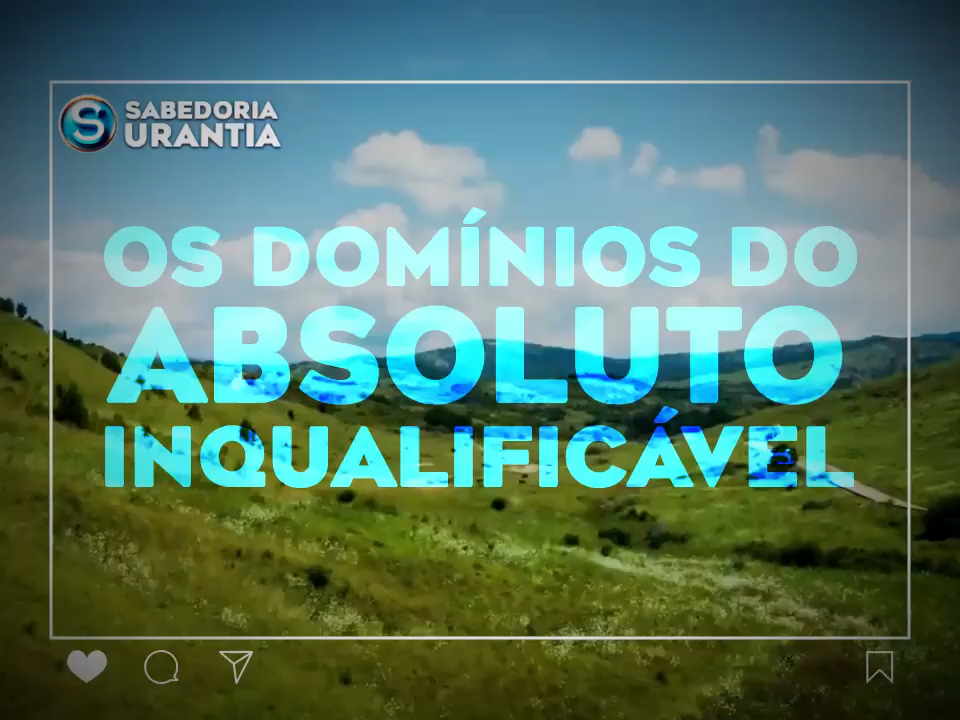 SABEDORIA
URANTIA
OS DOMÍNIOS DO
ABSOLUTO
INQUALIFICÁVEL